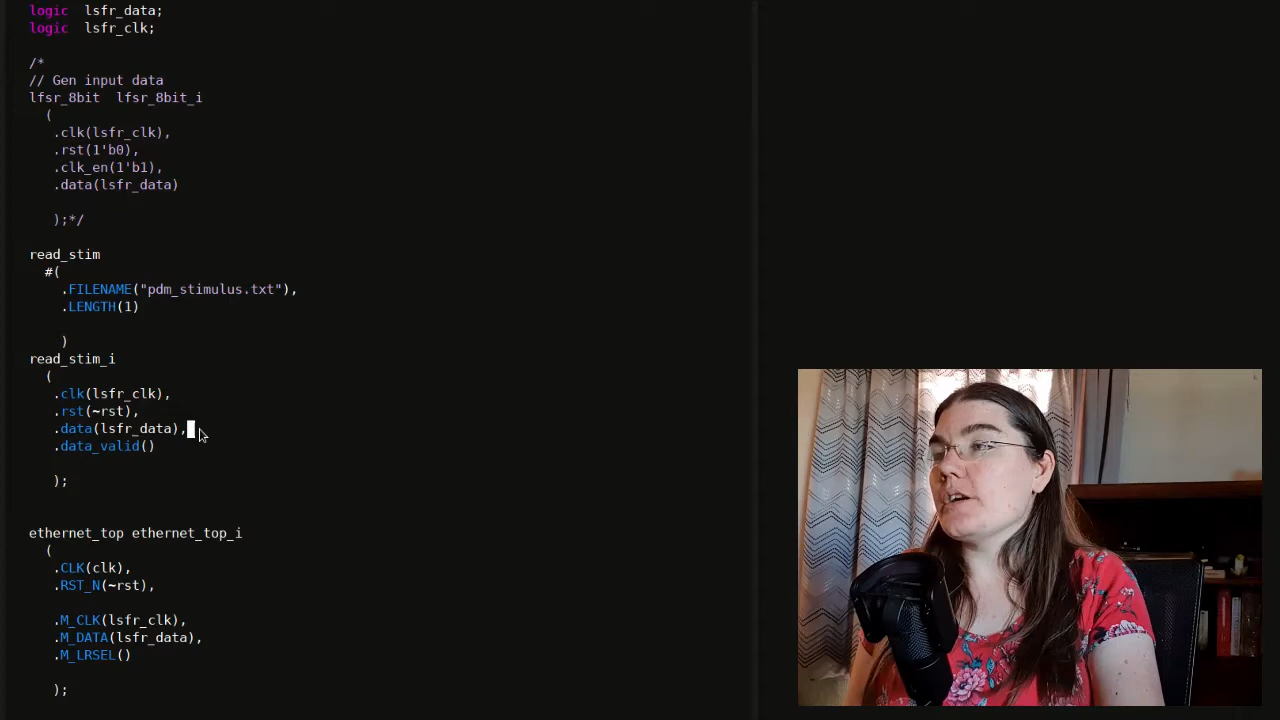 logic  lsfr_data;
logic  lsfr_clk;
/*
// Gen input data
lfsr_8bit  lfsr_8bit_i
(
.clk(lsfr_clk),
.rst(1'b0),
.clk_en(1'b1),
.data(lsfr_data)
);*/
read_stim
#(
.FILENAME("pdm_stimulus.txt"),
.LENGTH(1)
)
read_stim_i
(
.clk(lsfr_clk),
.rst(~rst),
.data(lsfr_data),
.data_valid()
);
ethernet_top ethernet_top_i
(
.CLK(clk),
.RST_N(~rst),
.M_CLK(lsfr_clk),
.M_DATA(lsfr_data),
.M_LRSEL()
);